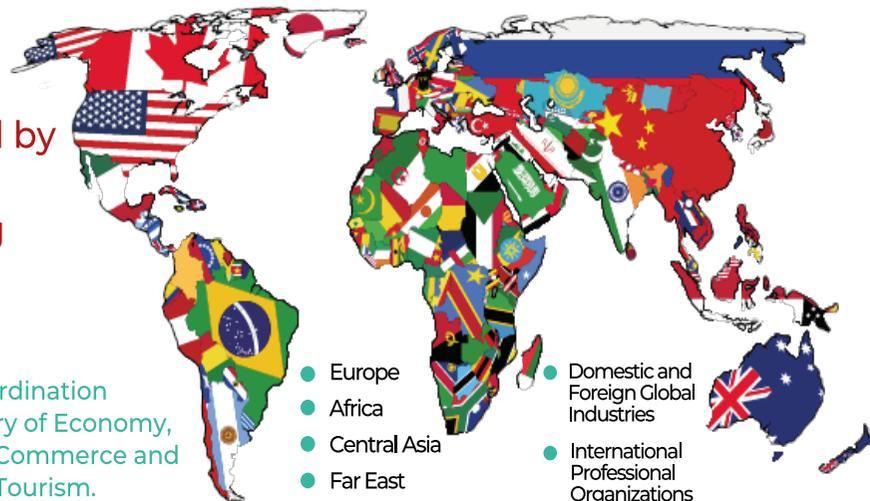 by
rdination
ry of Economy,
Commerce and
Tourism.
Europe
Africa
Central Asia
Far East
Domestic and
Foreign Global
Industries
International
Professional
Organizations